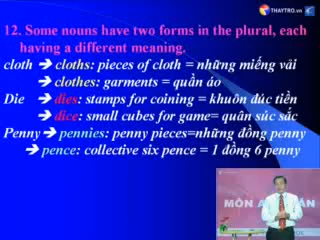 THAYTRO.vn
12. Some nouns have two forms in the plural, each
having a different meaning.
cloth 🡺 cloths: pieces of cloth = những miếng vải
🡺 clothes: garments = quần áo
Die 🡺 dies: stamps for coining = khuôn đúc tiền
🡺 dice: small cubes for game= quân súc sắc
Penny 🡺 pennies: penny pieces=những đồng penny
🡺 pence: collective six pence = 1 đồng 6 penny
MÔN